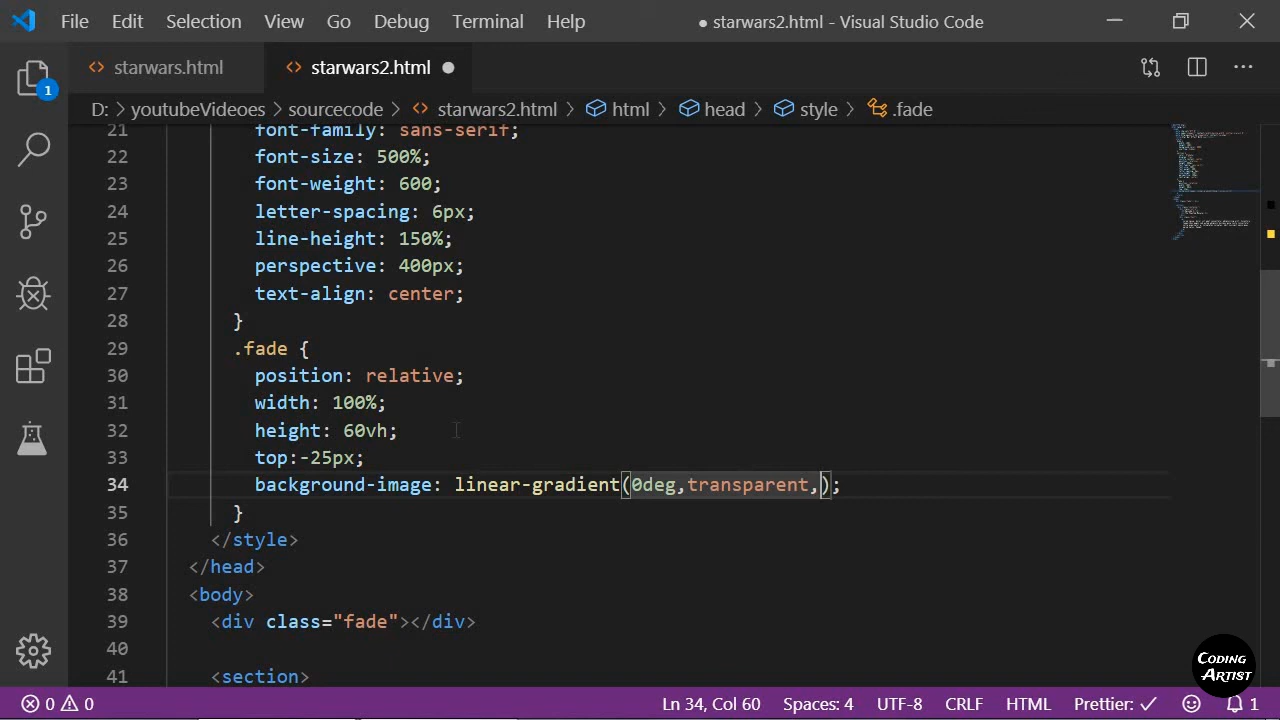 File Edit Selection View Go Debug Terminal Help ● starwars2.html - Visual Studio Code
starwars.html starwars2.html
D: > youtubeVideoes > sourcecode > starwars2.html > html > head > style > .fade
1
21 font-family: sans-serif;
22 font-size: 500%;
23 font-weight: 600;
24 letter-spacing: 6px;
25 line-height: 150%;
26 perspective: 400px;
27 text-align: center;
28 }
29 .fade {
30 position: relative;
31 width: 100%;
32 height: 60vh;
33 top:-25px;
34 background-image: linear-gradient(0deg,transparent,);
35 }
36 </style>
37 </head>
38 <body>
39 <div class="fade"></div>
40
41 <section>
CODING
ARTIST
0 0 Ln 34, Col 60 Spaces: 4 UTF-8 CRLF HTML Prettier: ✓ 1